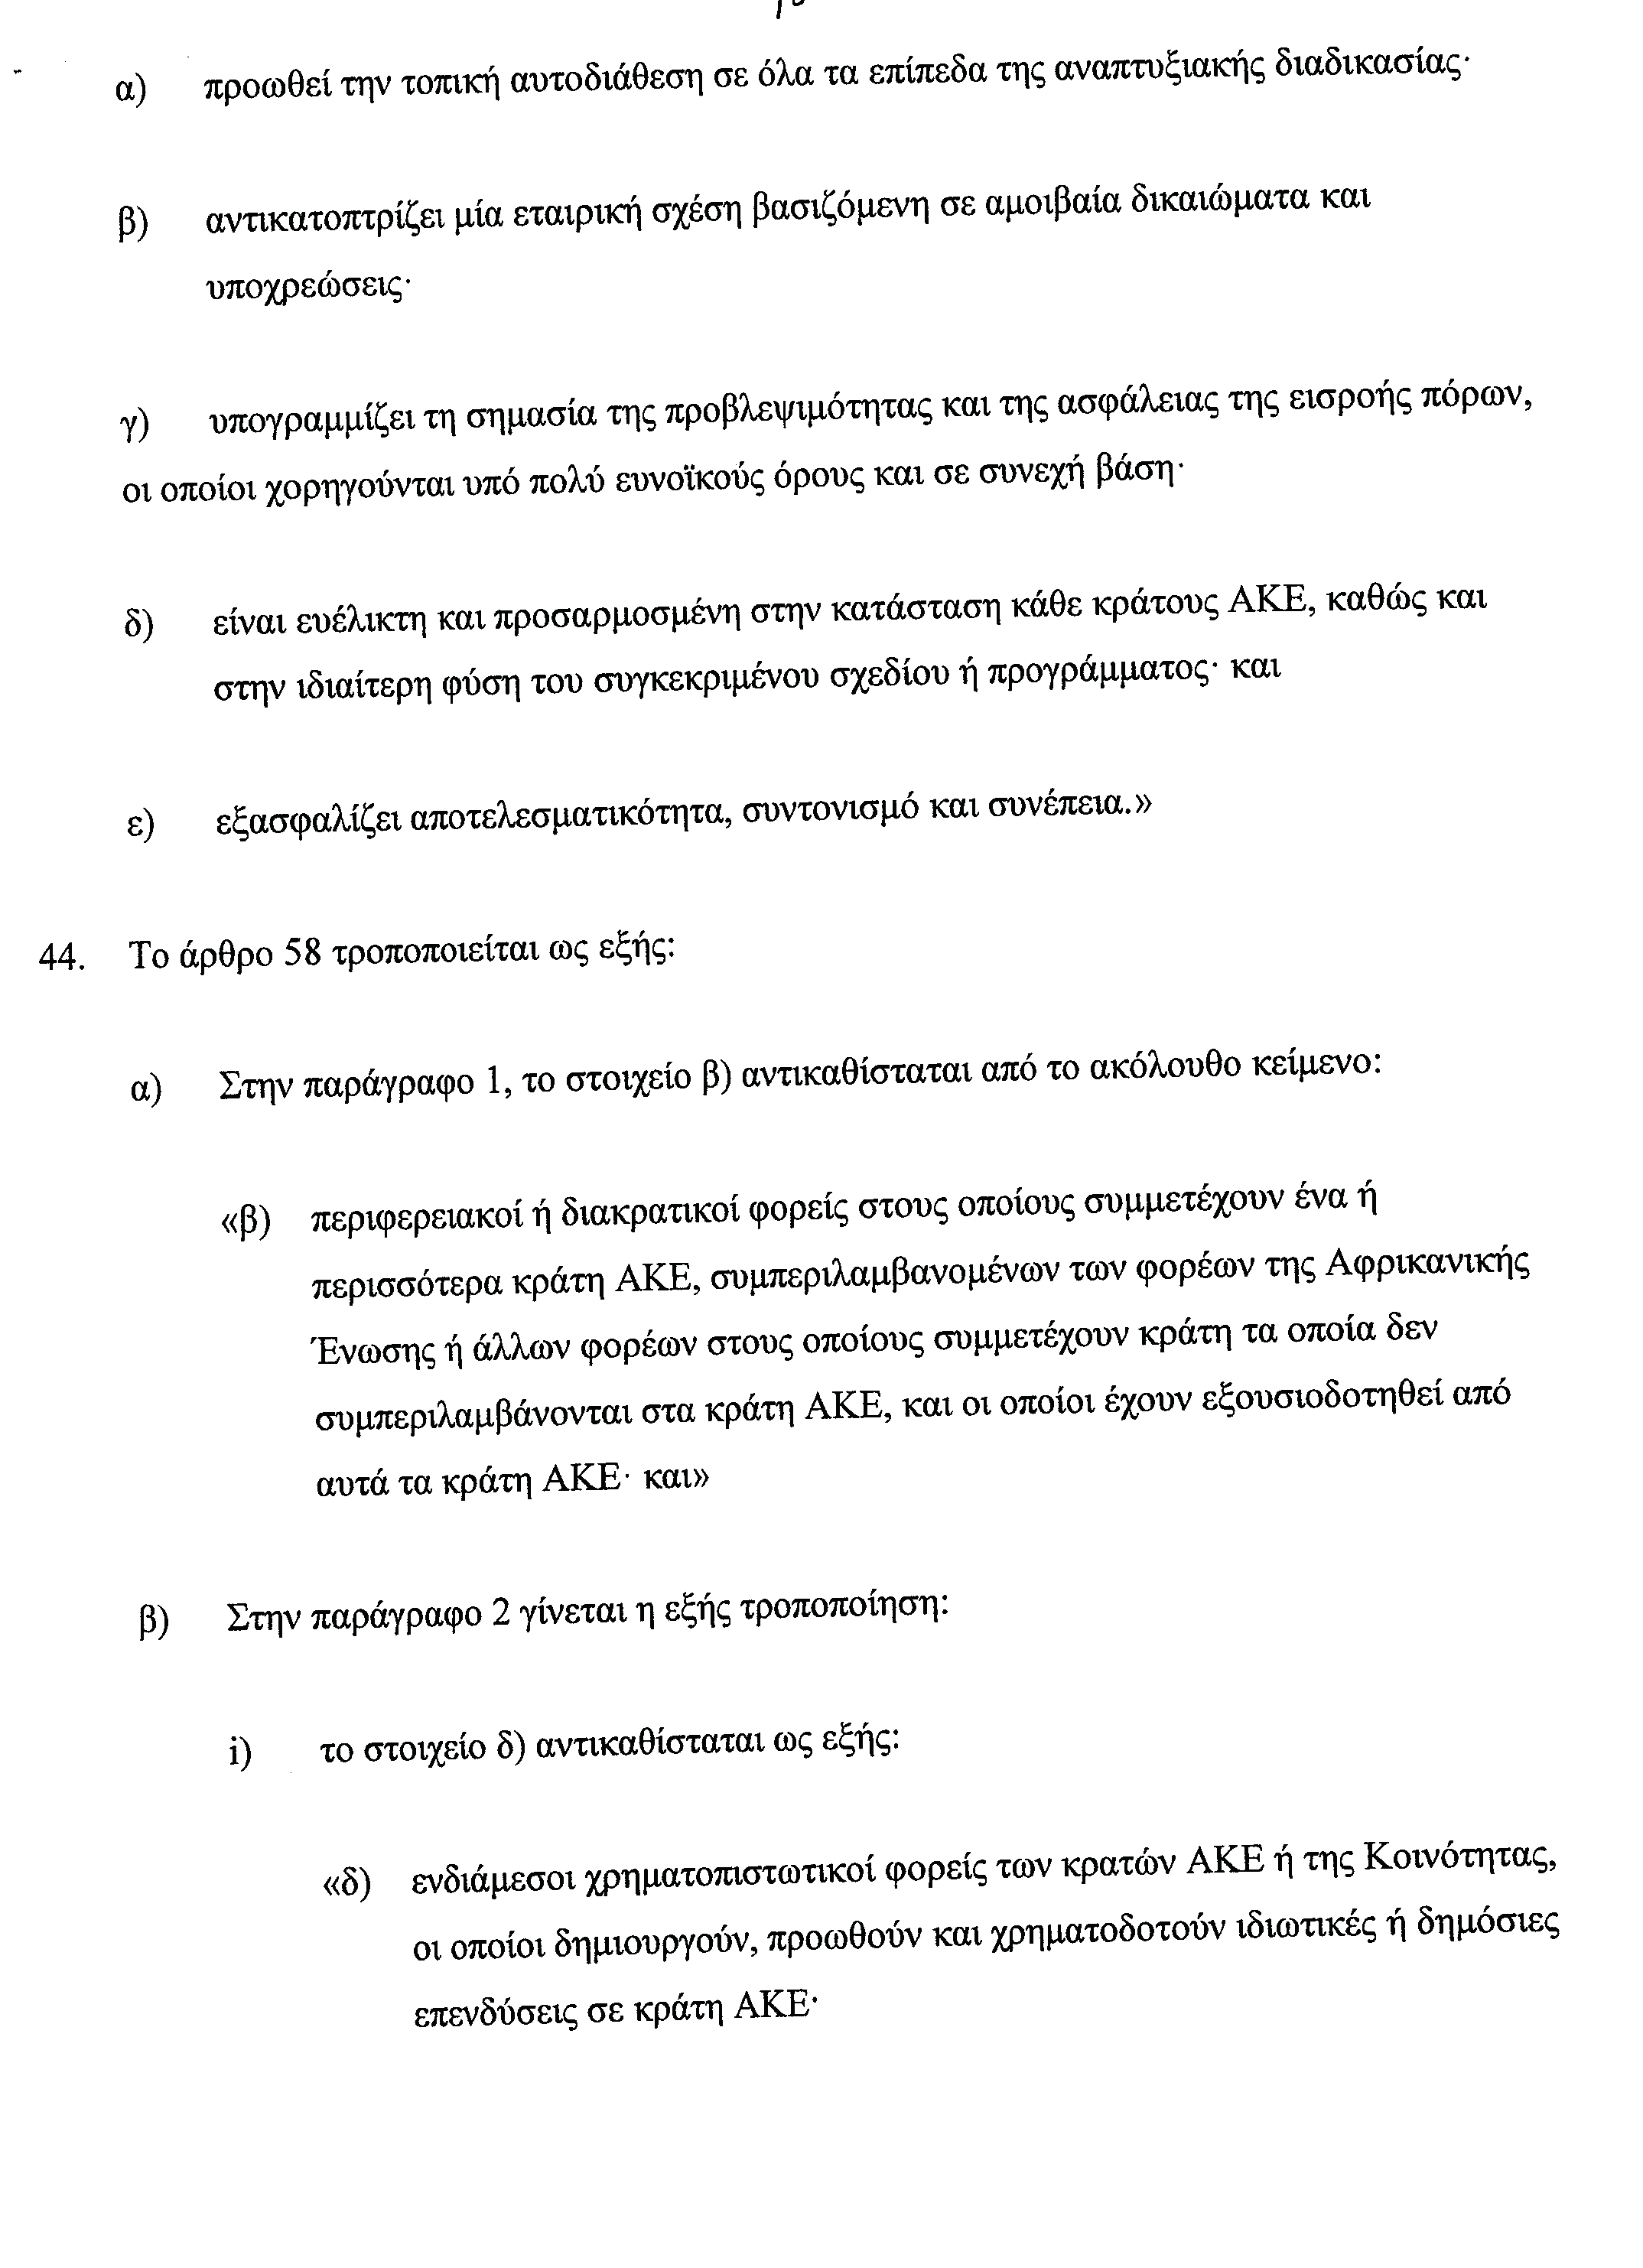 α) προωθεί την τοπική αυτοδιάθεση σε όλα τα επίπεδα της αναπτυξιακής διαδικασίας·
β) αντικατοπτρίζει μία εταιρική σχέση βασιζόμενη σε αμοιβαία δικαιώματα και
υποχρεώσεις·
γ) υπογραμμίζει τη σημασία της προβλεψιμότητας και της ασφάλειας της εισροής πόρων,
οι οποίοι χορηγούνται υπό πολύ ευνοϊκούς όρους και σε συνεχή βάση·
δ) είναι ευέλικτη και προσαρμοσμένη στην κατάσταση κάθε κράτους ΑΚΕ, καθώς και
στην ιδιαίτερη φύση του συγκεκριμένου σχεδίου ή προγράμματος· και
ε) εξασφαλίζει αποτελεσματικότητα, συντονισμό και συνέπεια.»
44. Το άρθρο 58 τροποποιείται ως εξής:
α) Στην παράγραφο 1, το στοιχείο β) αντικαθίσταται από το ακόλουθο κείμενο:
«β) περιφερειακοί ή διακρατικοί φορείς στους οποίους συμμετέχουν ένα ή
περισσότερα κράτη ΑΚΕ, συμπεριλαμβανομένων των φορέων της Αφρικανικής
Ένωσης ή άλλων φορέων στους οποίους συμμετέχουν κράτη τα οποία δεν
συμπεριλαμβάνονται στα κράτη ΑΚΕ, και οι οποίοι έχουν εξουσιοδοτηθεί από
αυτά τα κράτη ΑΚΕ· και»
β) Στην παράγραφο 2 γίνεται η εξής τροποποίηση:
i) το στοιχείο δ) αντικαθίσταται ως εξής:
«δ) ενδιάμεσοι χρηματοπιστωτικοί φορείς των κρατών ΑΚΕ ή της Κοινότητας,
οι οποίοι δημιουργούν, προωθούν και χρηματοδοτούν ιδιωτικές ή δημόσιες
επενδύσεις σε κράτη ΑΚΕ·